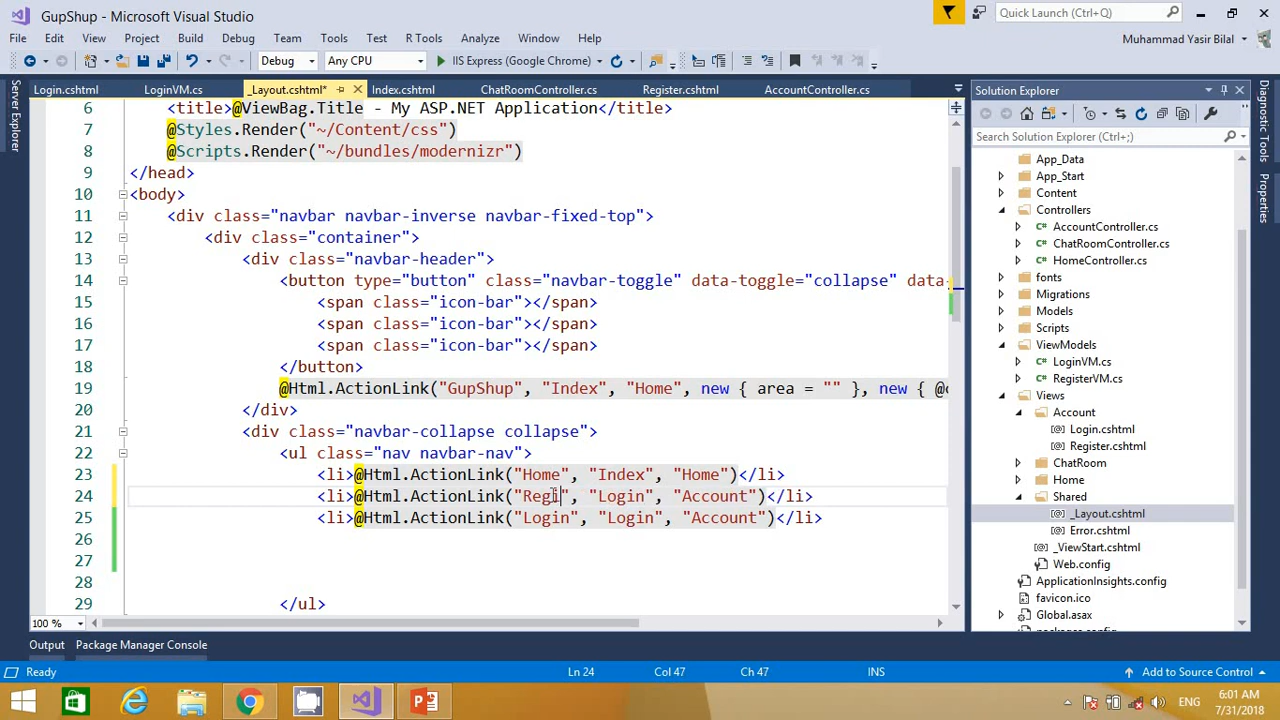 GupShup - Microsoft Visual Studio
Quick Launch (Ctrl+Q)
File Edit View Project Build Debug Team Tools Test R Tools Analyze Window Help
Muhammad Yasir Bilal
Debug Any CPU IIS Express (Google Chrome)
Login.cshtml LoginVM.cs _Layout.cshtml* Index.cshtml ChatRoomController.cs Register.cshtml AccountController.cs
Server Explorer
Solution Explorer
Search Solution Explorer (Ctrl+;)
Diagnostic Tools
Properties
6 <title>@ViewBag.Title - My ASP.NET Application</title>
7 @Styles.Render("~/Content/css")
8 @Scripts.Render("~/bundles/modernizr")
9 </head>
10 <body>
11 <div class="navbar navbar-inverse navbar-fixed-top">
12 <div class="container">
13 <div class="navbar-header">
14 <button type="button" class="navbar-toggle" data-toggle="collapse" data-
15 <span class="icon-bar"></span>
16 <span class="icon-bar"></span>
17 <span class="icon-bar"></span>
18 </button>
19 @Html.ActionLink("GupShup", "Index", "Home", new { area = "" }, new { @c
20 </div>
21 <div class="navbar-collapse collapse">
22 <ul class="nav navbar-nav">
23 <li>@Html.ActionLink("Home", "Index", "Home")</li>
24 <li>@Html.ActionLink("Regi", "Login", "Account")</li>
25 <li>@Html.ActionLink("Login", "Login", "Account")</li>
26
27
28
29 </ul>
App_Data
App_Start
Content
Controllers
AccountController.cs
ChatRoomController.cs
HomeController.cs
fonts
Migrations
Models
Scripts
ViewModels
LoginVM.cs
RegisterVM.cs
Views
Account
Login.cshtml
Register.cshtml
ChatRoom
Home
Shared
_Layout.cshtml
Error.cshtml
_ViewStart.cshtml
Web.config
ApplicationInsights.config
favicon.ico
Global.asax
packages.config
100 %
Output Package Manager Console
Ready Ln 24 Col 47 Ch 47 INS Add to Source Control
ENG
6:01 AM
7/31/2018